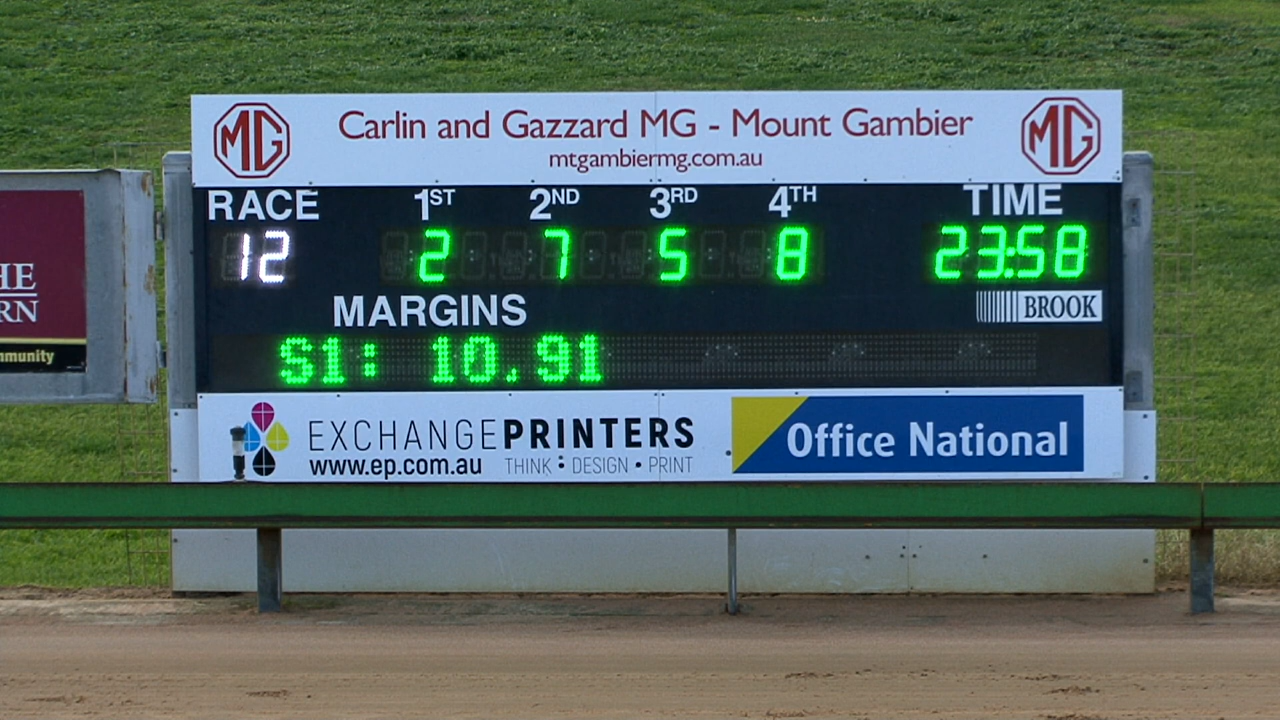 MG Carlin and Gazzard MG - Mount Gambier MG
mtgambiermg.com.au
RACE 1ST 2ND 3RD 4TH TIME
12 2 7 5 8 23:58
MARGINS BROOK
S1: 10.91
EXCHANGEPRINTERS
www.ep.com.au THINK : DESIGN • PRINT
Office National
HE
RN
mmunity